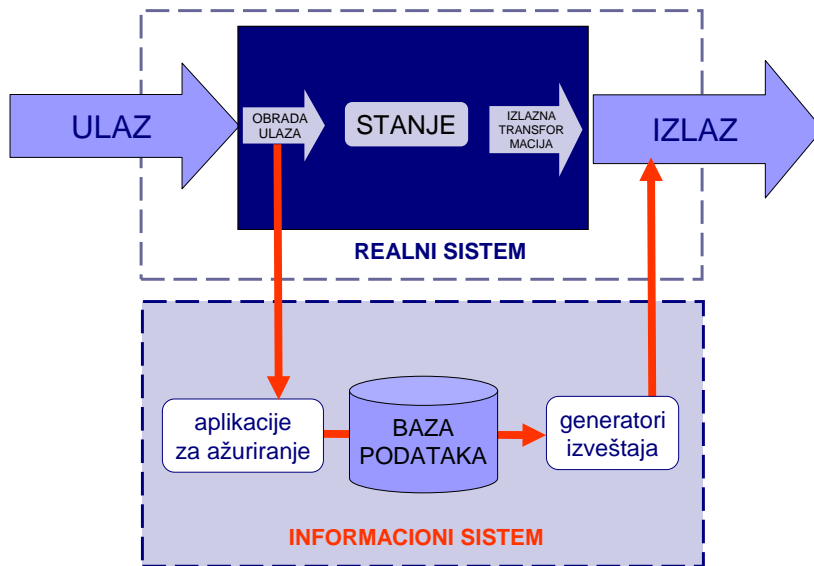 ULAZ
OBRADA
ULAZA
STANJE
IZLAZNA
TRANSFOR
MACIJA
IZLAZ
REALNI SISTEM
aplikacije
za ažuriranje
BAZA
PODATAKA
generatori
izveštaja
INFORMACIONI SISTEM